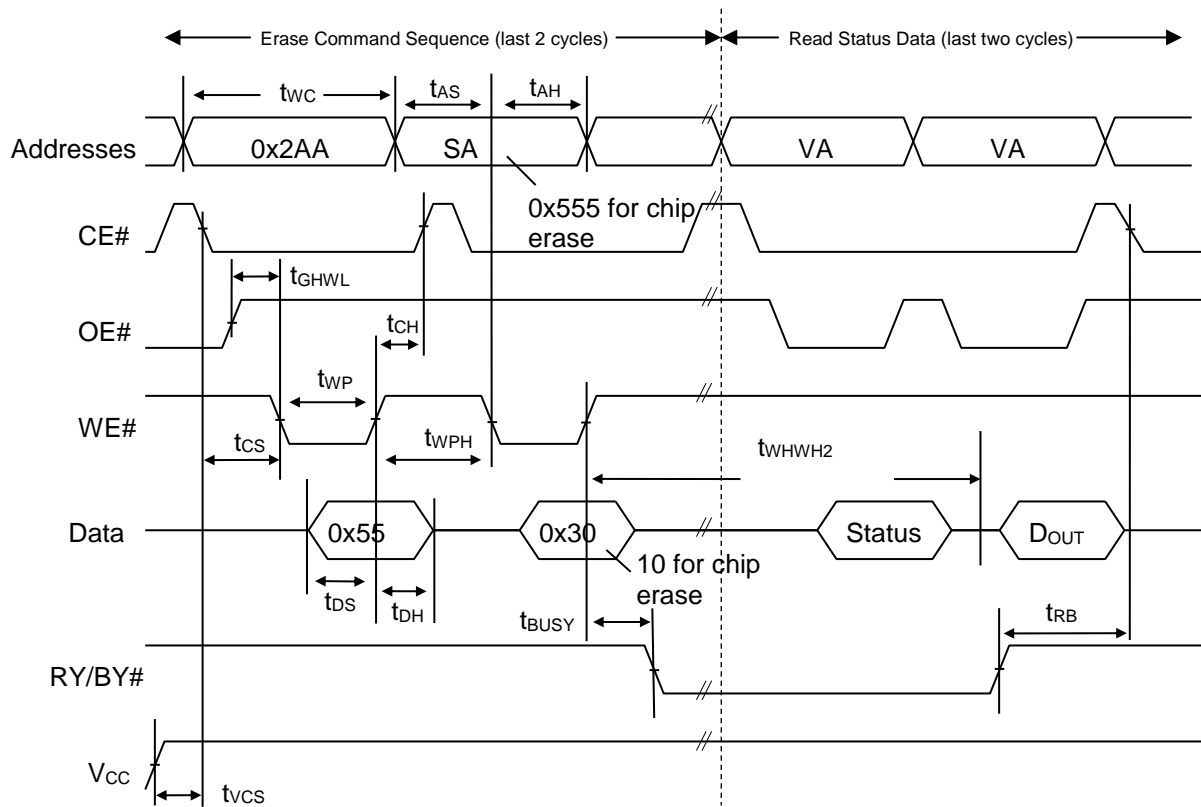 Erase Command Sequence (last 2 cycles)
Read Status Data (last two cycles)
tWC
tAS
tAH
Addresses
0x2AA
SA
VA
VA
0x555 for chip
erase
CE#
tGHWL
OE#
tCH
tWP
WE#
tCS
tWPH
tWHWH2
Data
0x55
0x30
Status
DOUT
10 for chip
erase
tDS
tDH
tBUSY
tRB
RY/BY#
VCC
tVCS